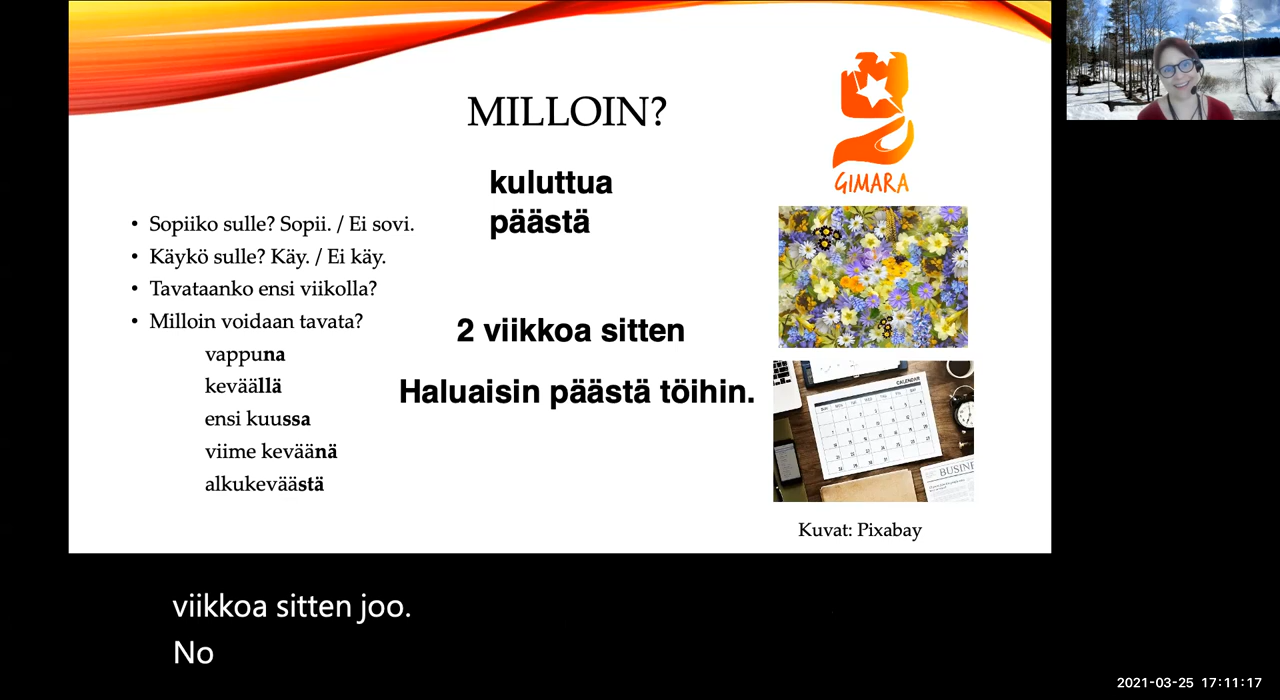 MILLOIN?
kuluttua
päästä
• Sopiiko sulle? Sopii. / Ei sovi.
• Käykö sulle? Käy. / Ei käy.
• Tavataanko ensi viikolla?
• Milloin voidaan tavata?
vappuna
keväällä
ensi kuussa
viime keväänä
alkukeväästä
2 viikkoa sitten
Haluaisin päästä töihin.
GIMARA
CALENDAR
BUSINE
Kuvat: Pixabay
viikkoa sitten joo.
No
2021-03-25 17:11:17